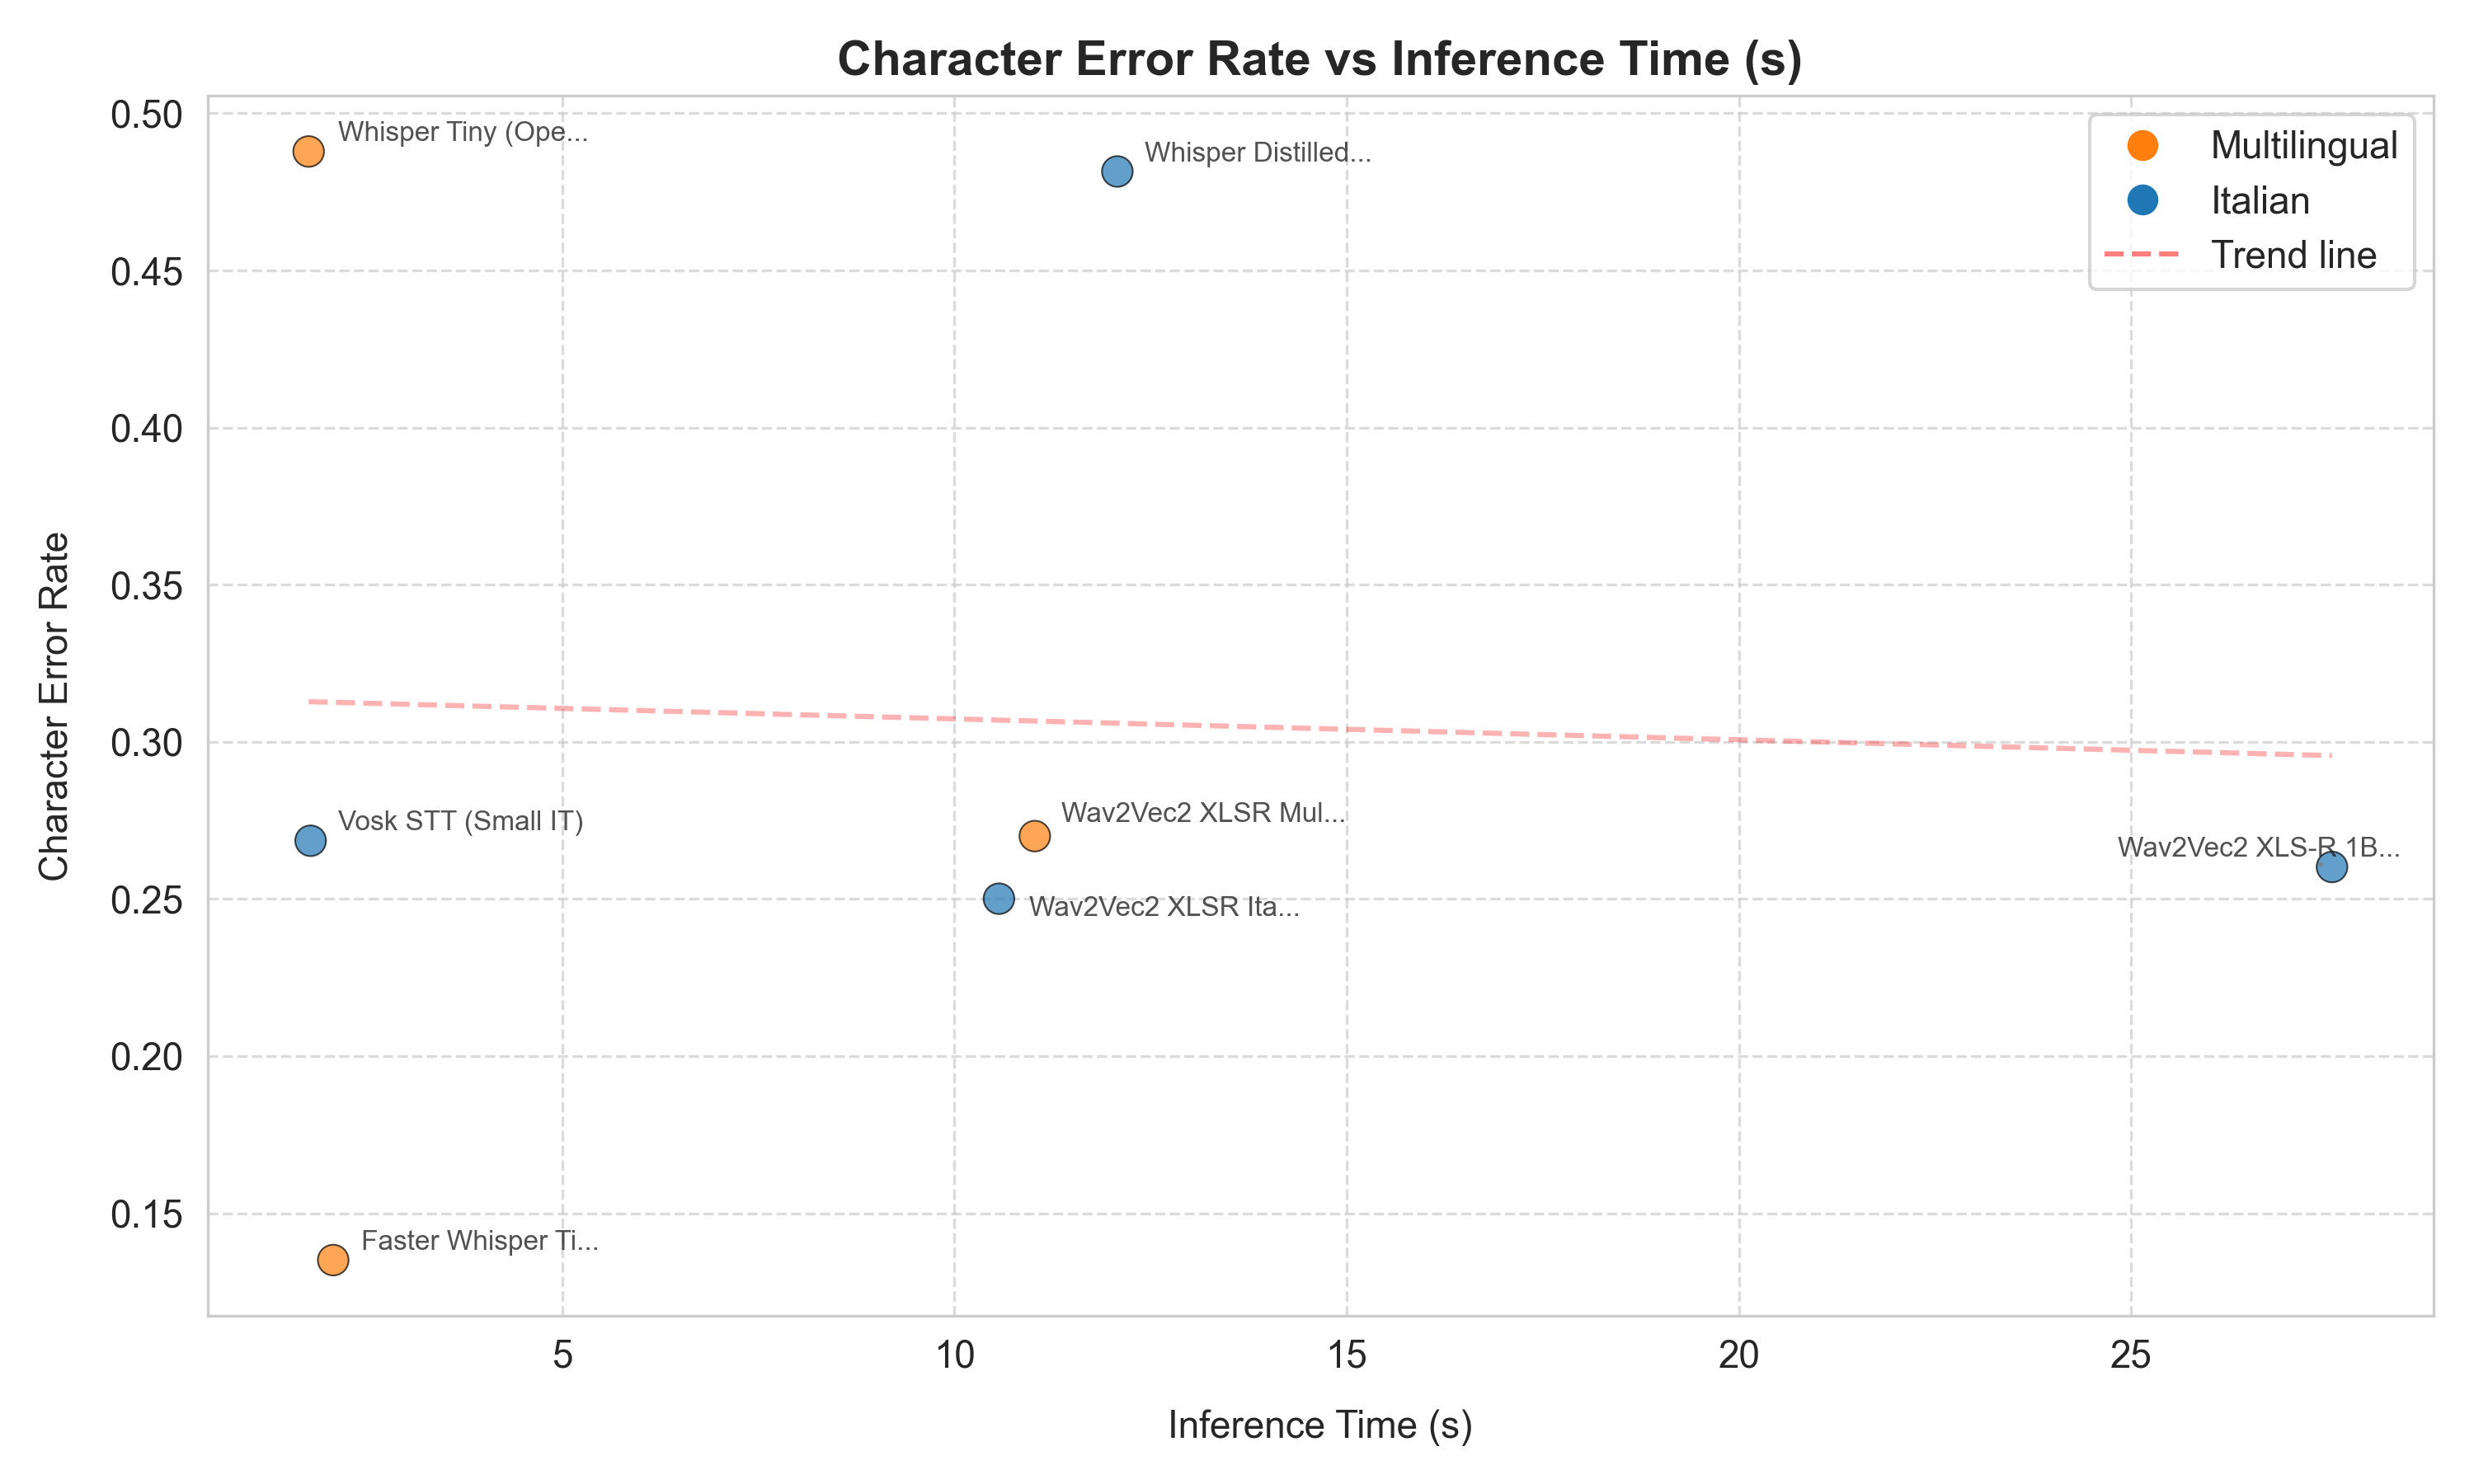 Character Error Rate vs Inference Time (s)
0.50
0.45
0.40
0.35
0.30
0.25
0.20
0.15
Character Error Rate
Whisper Tiny (Ope...
Whisper Distilled...
Multilingual
Italian
Trend line
Vosk STT (Small IT)
Wav2Vec2 XLSR Mul...
Wav2Vec2 XLS-R 1B...
Wav2Vec2 XLSR Ita...
Faster Whisper Ti...
5 10 15 20 25
Inference Time (s)